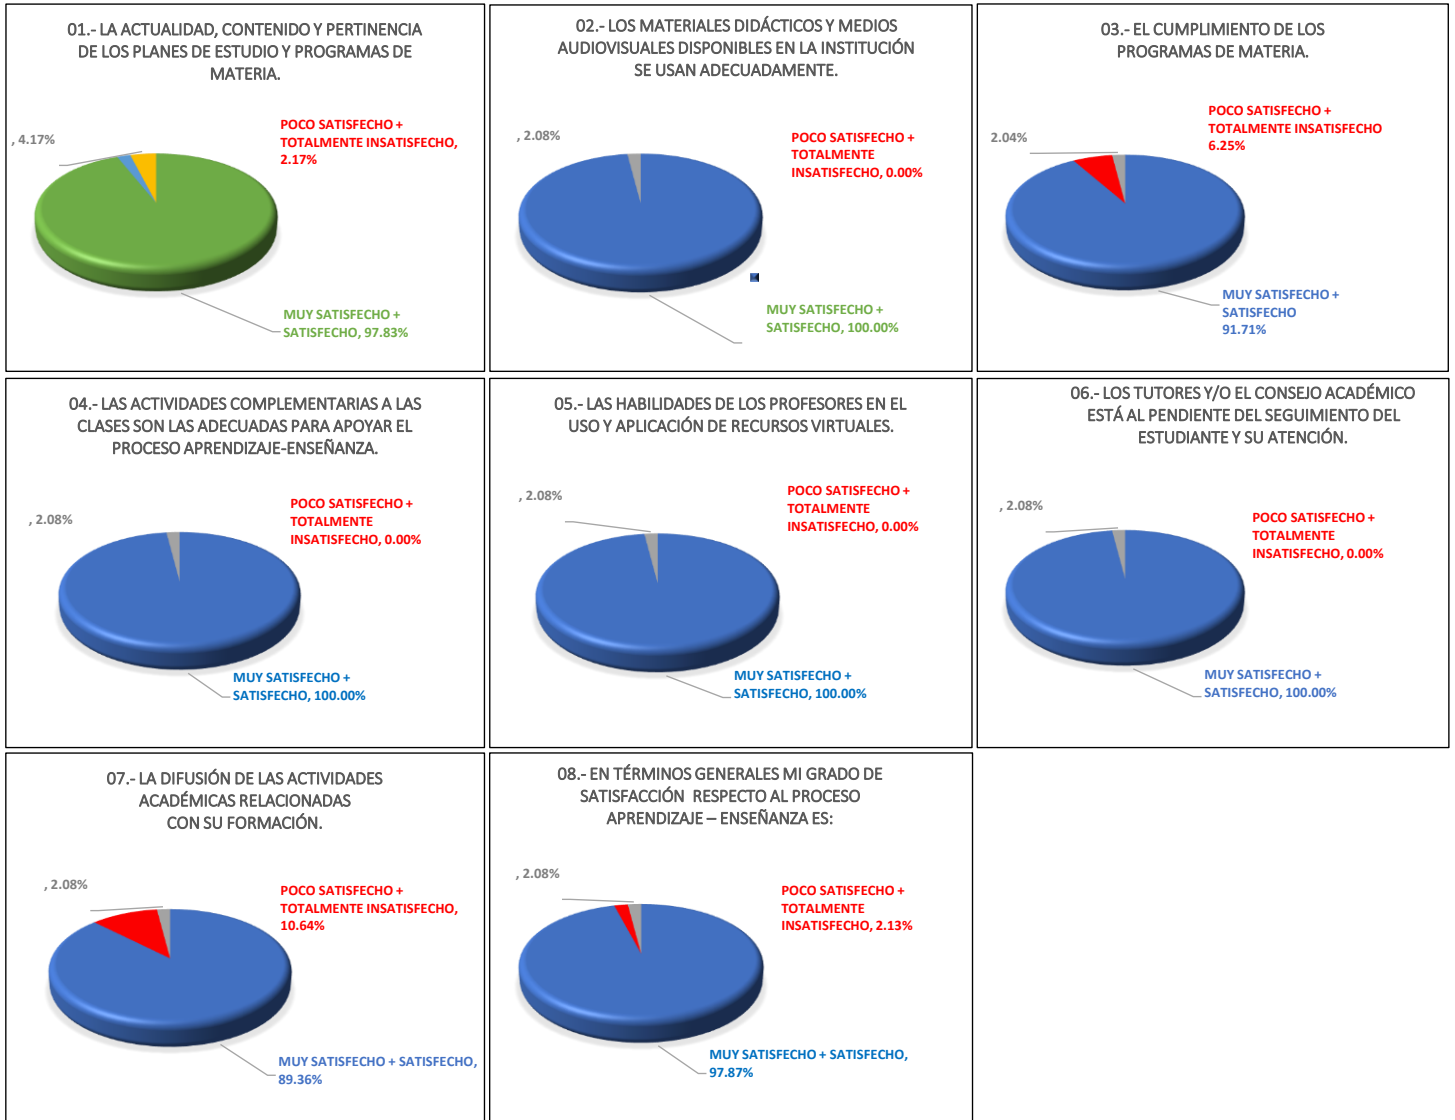 01.- LA ACTUALIDAD, CONTENIDO Y PERTINENCIA
DE LOS PLANES DE ESTUDIO Y PROGRAMAS DE
MATERIA.
, 4.17%
POCO SATISFECHO +
TOTALMENTE INSATISFECHO,
2.17%
MUY SATISFECHO +
SATISFECHO, 97.83%
02.- LOS MATERIALES DIDÁCTICOS Y MEDIOS
AUDIOVISUALES DISPONIBLES EN LA INSTITUCIÓN
SE USAN ADECUADAMENTE.
, 2.08%
POCO SATISFECHO +
TOTALMENTE
INSATISFECHO, 0.00%
MUY SATISFECHO +
SATISFECHO, 100.00%
03.- EL CUMPLIMIENTO DE LOS
PROGRAMAS DE MATERIA.
2.04%
POCO SATISFECHO +
TOTALMENTE INSATISFECHO
6.25%
MUY SATISFECHO +
SATISFECHO
91.71%
04.- LAS ACTIVIDADES COMPLEMENTARIAS A LAS
CLASES SON LAS ADECUADAS PARA APOYAR EL
PROCESO APRENDIZAJE-ENSEÑANZA.
, 2.08%
POCO SATISFECHO +
TOTALMENTE
INSATISFECHO, 0.00%
MUY SATISFECHO +
SATISFECHO, 100.00%
05.- LAS HABILIDADES DE LOS PROFESORES EN EL
USO Y APLICACIÓN DE RECURSOS VIRTUALES.
, 2.08%
POCO SATISFECHO +
TOTALMENTE
INSATISFECHO, 0.00%
MUY SATISFECHO +
SATISFECHO, 100.00%
06.- LOS TUTORES Y/O EL CONSEJO ACADÉMICO
ESTÁ AL PENDIENTE DEL SEGUIMIENTO DEL
ESTUDIANTE Y SU ATENCIÓN.
, 2.08%
POCO SATISFECHO +
TOTALMENTE
INSATISFECHO, 0.00%
MUY SATISFECHO +
SATISFECHO, 100.00%
07.- LA DIFUSIÓN DE LAS ACTIVIDADES
ACADÉMICAS RELACIONADAS
CON SU FORMACIÓN.
, 2.08%
POCO SATISFECHO +
TOTALMENTE INSATISFECHO,
10.64%
MUY SATISFECHO + SATISFECHO,
89.36%
08.- EN TÉRMINOS GENERALES MI GRADO DE
SATISFACCIÓN RESPECTO AL PROCESO
APRENDIZAJE – ENSEÑANZA ES:
, 2.08%
POCO SATISFECHO +
TOTALMENTE
INSATISFECHO, 2.13%
MUY SATISFECHO + SATISFECHO,
97.87%